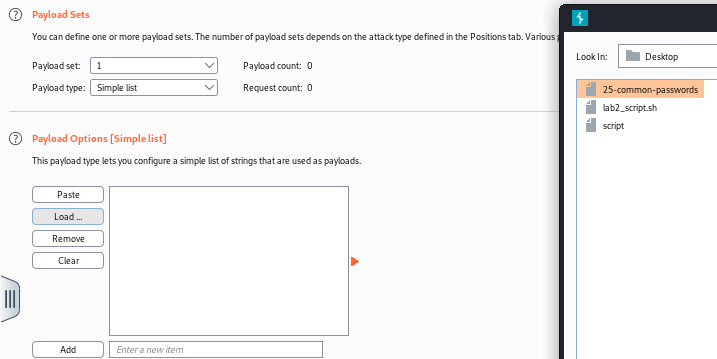 Payload Sets
You can define one or more payload sets. The number of payload sets depends on the attack type defined in the Positions tab. Various
Payload set: 1 Payload count: 0
Payload type: Simple list Request count: 0
Payload Options [Simple list]
This payload type lets you configure a simple list of strings that are used as payloads.
Paste
Load ...
Remove
Clear
Add Enter a new item
Look In: Desktop
25-common-passwords
lab2_script.sh
script